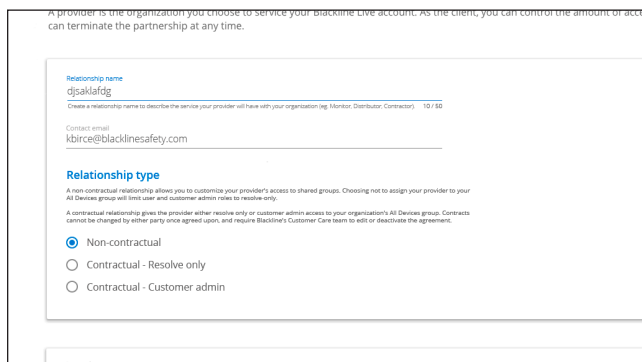 A provider is the organization you choose to service your Blackline Live account. As the client, you can control the amount of acce
can terminate the partnership at any time.
Relationship name
djsaklafdg
Create a relationship name to describe the service your provider will have with your organization (eg. Monitor, Distributor, Contractor). 10 / 50
Contact email
kbirce@blacklinesafety.com
Relationship type
A non-contractual relationship allows you to customize your provider's access to shared groups. Choosing not to assign your provider to your
All Devices group will limit user and customer admin roles to resolve-only.
A contractual relationship gives the provider either resolve only or customer admin access to your organization's All Devices group. Contracts
cannot be changed by either party once agreed upon, and require Blackline's Customer Care team to edit or deactivate the agreement.
Non-contractual
Contractual - Resolve only
Contractual - Customer admin